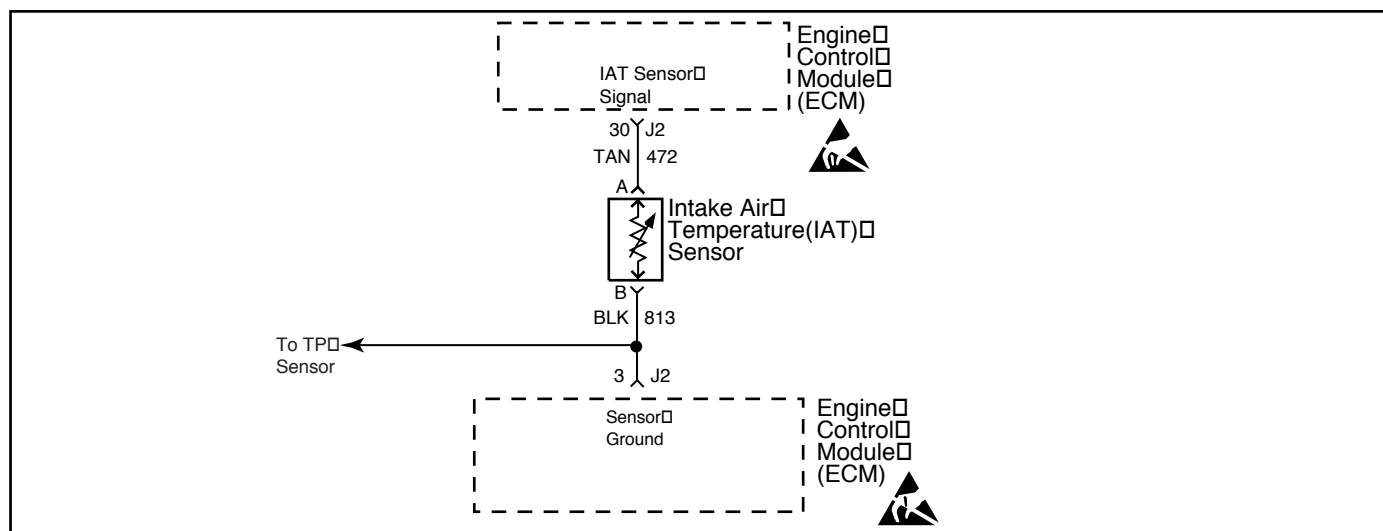 Engine□
Control□
Module□
(ECM)
IAT Sensor□
Signal
30 J2
TAN 472
A
Intake Air□
Temperature(IAT)□
Sensor
B
BLK 813
To TP□
Sensor
3 J2
Sensor□
Ground
Engine□
Control□
Module□
(ECM)